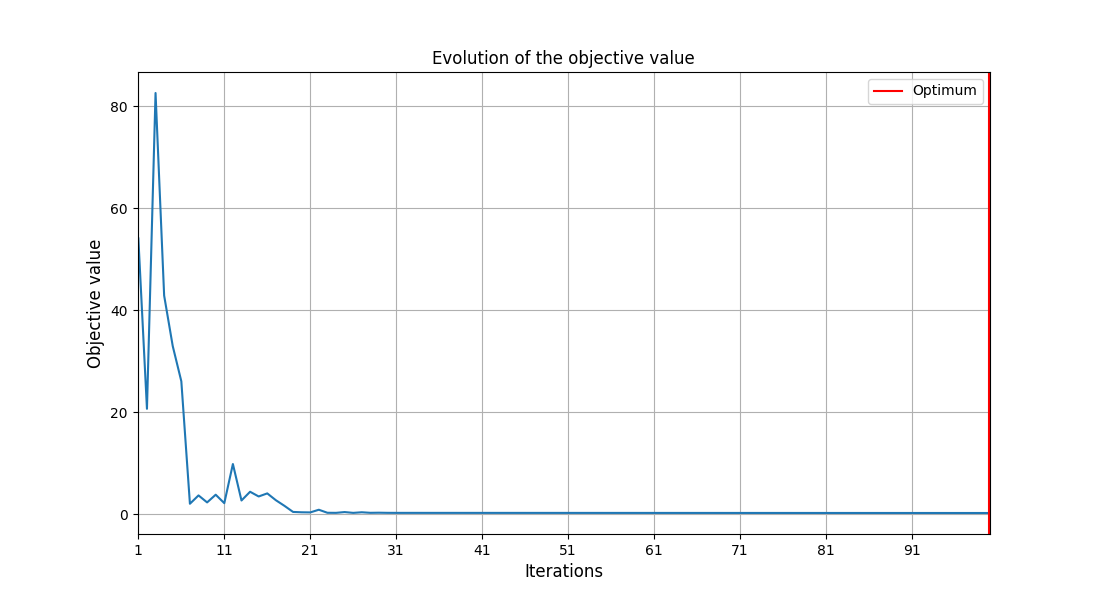 Evolution of the objective value
Optimum
Objective value
80
60
40
20
0
1 11 21 31 41 51 61 71 81 91
Iterations